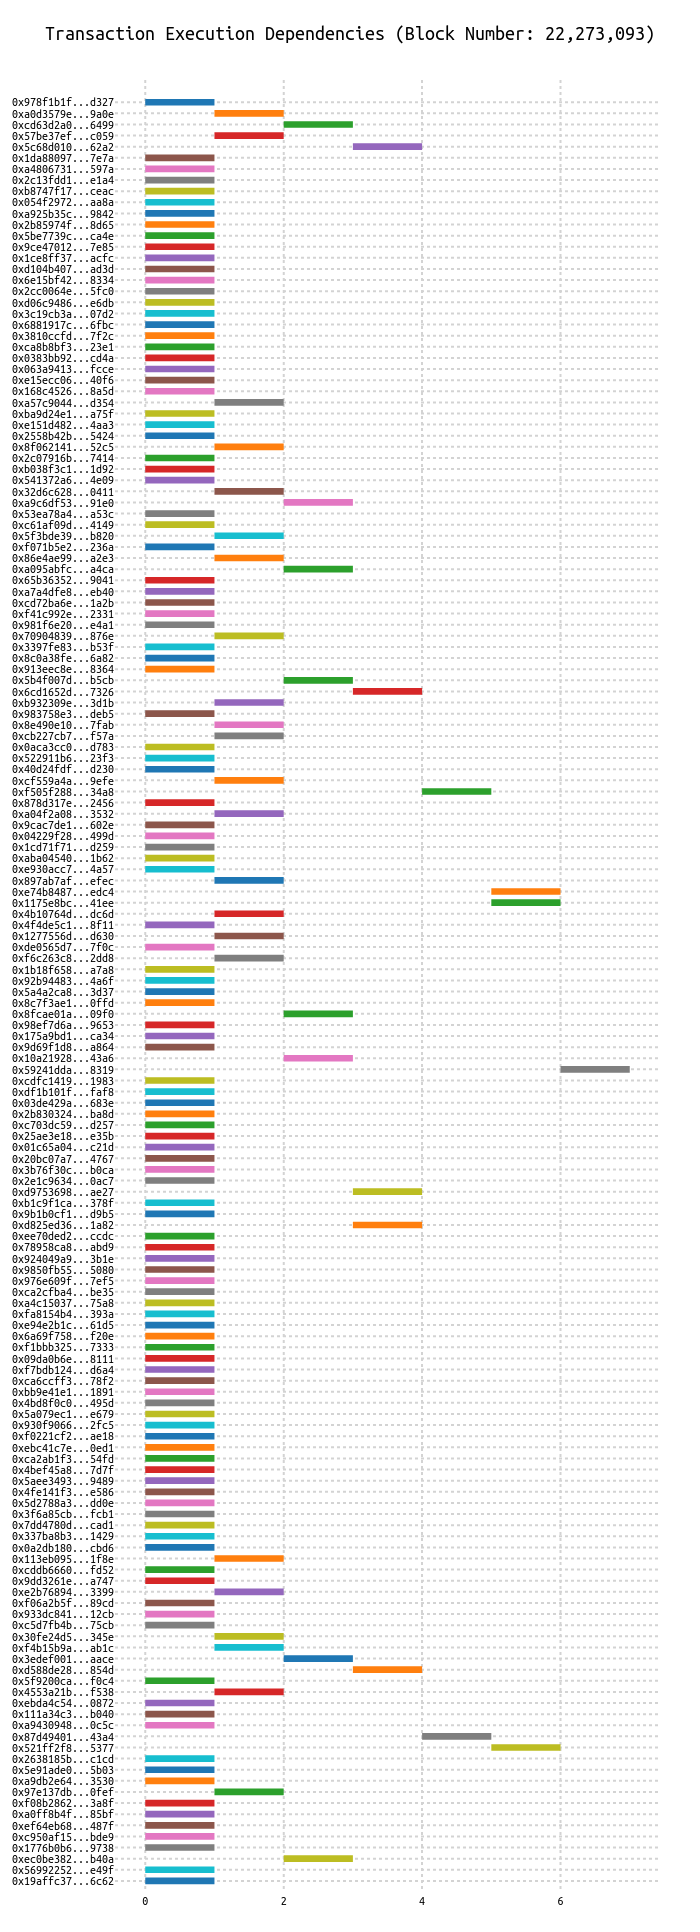 Transaction Execution Dependencies (Block Number: 22,273,093)
0x978f1b1f...d327
0xa0d3579e...9a0e
0xcd63d2a0...6499
0x57be37ef...c059
0x5c68d010...62a2
0x1da88097...7e7a
0xa4806731...597a
0x2c13fdd1...e1a4
0xb8747f17...ceac
0x054f2972...aa8a
0xa925b35c...9842
0x2b85974f...8d65
0x5be7739c...ca4e
0x9ce47012...7e85
0x1ce8ff37...acfc
0xd104b407...ad3d
0x6e15bf42...8334
0x2cc0064e...5fc0
0xd06c9486...e6db
0x3c19cb3a...07d2
0x6881917c...6fbc
0x3810ccfd...7f2c
0xca8b8bf3...23e1
0x0383bb92...cd4a
0x063a9413...fcce
0xe15ecc06...40f6
0x168c4526...8a5d
0xa57c9044...d354
0xba9d24e1...a75f
0xe151d482...4aa3
0x2558b42b...5424
0x8f062141...52c5
0x2c07916b...7414
0xb038f3c1...1d92
0x541372a6...4e09
0x32d6c628...0411
0xa9c6df53...91e0
0x53ea78a4...a53c
0xc61af09d...4149
0x5f3bde39...b820
0xf071b5e2...236a
0x86e4ae99...a2e3
0xa095abfc...a4ca
0x65b36352...9041
0xa7a4dfe8...eb40
0xcd72ba6e...1a2b
0xf41c992e...2331
0x981f6e20...e4a1
0x70904839...876e
0x3397fe83...b53f
0x8c0a38fe...6a82
0x913eec8e...8364
0x5b4f007d...b5cb
0x6cd1652d...7326
0xb932309e...3d1b
0x983758e3...deb5
0x8e490e10...7fab
0xcb227cb7...f57a
0x0aca3cc0...d783
0x522911b6...23f3
0x40d24fdf...d230
0xcf559a4a...9efe
0xf505f288...34a8
0x878d317e...2456
0xa04f2a08...3532
0x9cac7de1...602e
0x04229f28...499d
0x1cd71f71...d259
0xaba04540...1b62
0xe930acc7...4a57
0x897ab7af...efec
0xe74b8487...edc4
0x1175e8bc...41ee
0x4b10764d...dc6d
0x4f4de5c1...8f11
0x1277556d...d630
0xde0565d7...7f0c
0xf6c263c8...2dd8
0x1b18f658...a7a8
0x92b94483...4a6f
0x5a4a2ca8...3d37
0x8c7f3ae1...0ffd
0x8fcae01a...09f0
0x98ef7d6a...9653
0x175a9bd1...ca34
0x9d69f1d8...a864
0x10a21928...43a6
0x59241dda...8319
0xcdfc1419...1983
0xdf1b101f...faf8
0x03de429a...683e
0x2b830324...ba8d
0xc703dc59...d257
0x25ae3e18...e35b
0x01c65a04...c21d
0x20bc07a7...4767
0x3b76f30c...b0ca
0x2e1c9634...0ac7
0xd9753698...ae27
0xb1c9f1ca...378f
0x9b1b0cf1...d9b5
0xd825ed36...1a82
0xee70ded2...ccdc
0x78958ca8...abd9
0x924049a9...3b1e
0x9850fb55...5080
0x976e609f...7ef5
0xca2cfba4...be35
0xa4c15037...75a8
0xfa8154b4...393a
0xe94e2b1c...61d5
0x6a69f758...f20e
0xf1bbb325...7333
0x09da0b6e...8111
0xf7bdb124...d6a4
0xca6ccff3...78f2
0xbb9e41e1...1891
0x4bd8f0c0...495d
0x5a079ec1...e679
0x930f9066...2fc5
0xf0221cf2...ae18
0xebc41c7e...0ed1
0xca2ab1f3...54fd
0x4bef45a8...7d7f
0x5aee3493...9489
0x4fe141f3...e586
0x5d2788a3...dd0e
0x3f6a85cb...fcb1
0x7dd4780d...cad1
0x337ba8b3...1429
0x0a2db180...cbd6
0x113eb095...1f8e
0xcddb6660...fd52
0x9dd3261e...a747
0xe2b76894...3399
0xf06a2b5f...89cd
0x933dc841...12cb
0xc5d7fb4b...75cb
0x30fe24d5...345e
0xf4b15b9a...ab1c
0x3edef001...aace
0xd588de28...854d
0x5f9200ca...f0c4
0x4553a21b...f538
0xebda4c54...0872
0x111a34c3...b040
0xa9430948...0c5c
0x87d49401...43a4
0x521ff2f8...5377
0x2638185b...c1cd
0x5e91ade0...5b03
0xa9db2e64...3530
0x97e137db...0fef
0xf08b2862...3a8f
0xa0ff8b4f...85bf
0xef64eb68...487f
0xc950af15...bde9
0x1776b0b6...9738
0xec0be382...b40a
0x56992252...e49f
0x19affc37...6c62
0 2 4 6